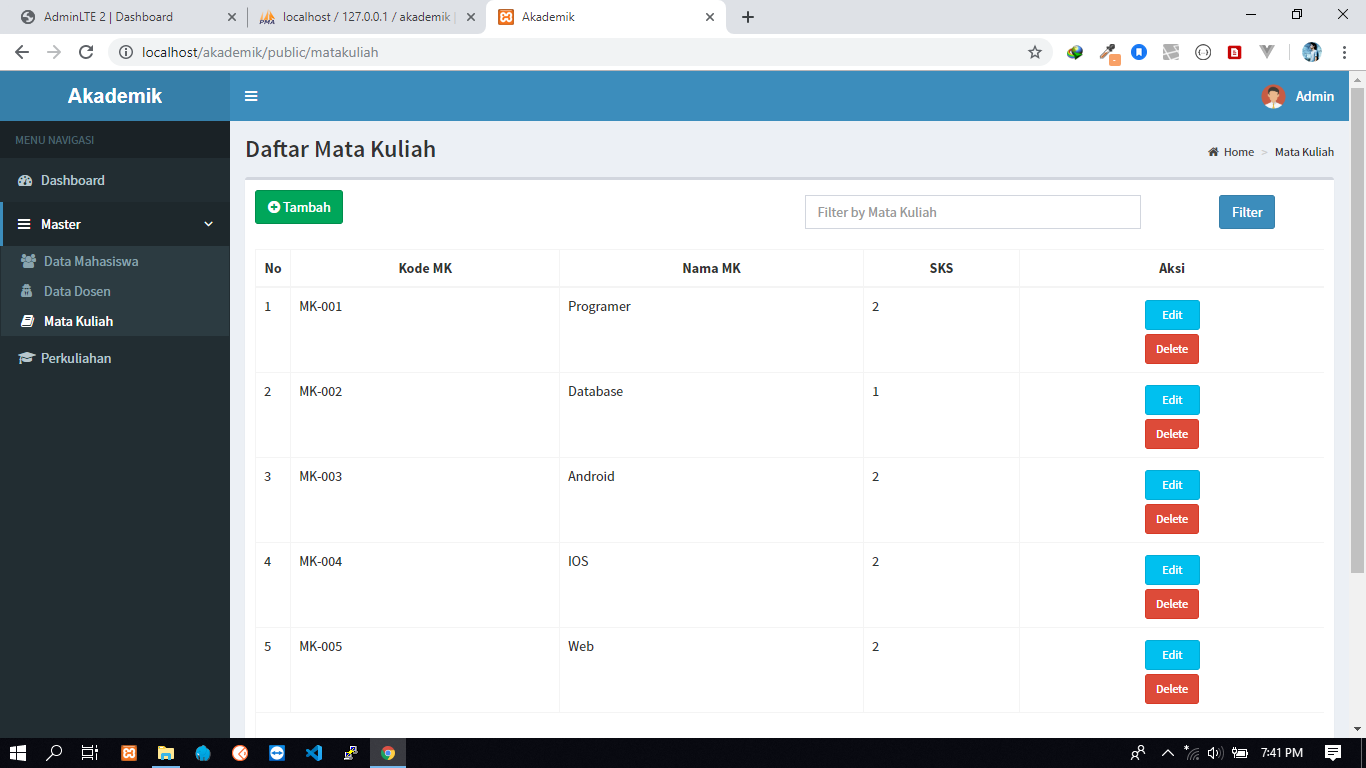 AdminLTE 2 | Dashboard
localhost / 127.0.0.1 / akademik |
Akademik
localhost/akademik/public/matakuliah
Akademik
Admin
MENU NAVIGASI
Dashboard
Master
Data Mahasiswa
Data Dosen
Mata Kuliah
Perkuliahan
Daftar Mata Kuliah
Home > Mata Kuliah
Tambah
Filter by Mata Kuliah
Filter
No Kode MK Nama MK SKS Aksi
1 MK-001 Programer 2 Edit
Delete
2 MK-002 Database 1 Edit
Delete
3 MK-003 Android 2 Edit
Delete
4 MK-004 IOS 2 Edit
Delete
5 MK-005 Web 2 Edit
Delete
7:41 PM